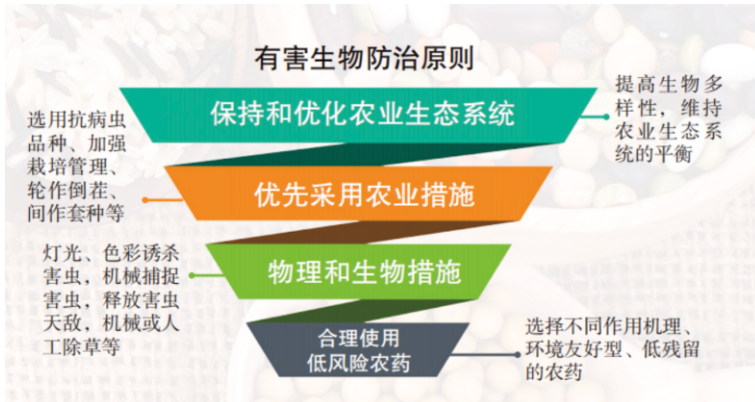 有害生物防治原则
保持和优化农业生态系统
提高生物多
样性，维持
农业生态系
统的平衡
选用抗病虫
品种、加强
栽培管理、
轮作倒茬、
间作套种等
优先采用农业措施
灯光、色彩诱杀
害虫，机械捕捉
害虫，释放害虫
天敌，机械或人
工除草等
物理和生物措施
合理使用
低风险农药
选择不同作用机理、
环境友好型、低残留
的农药